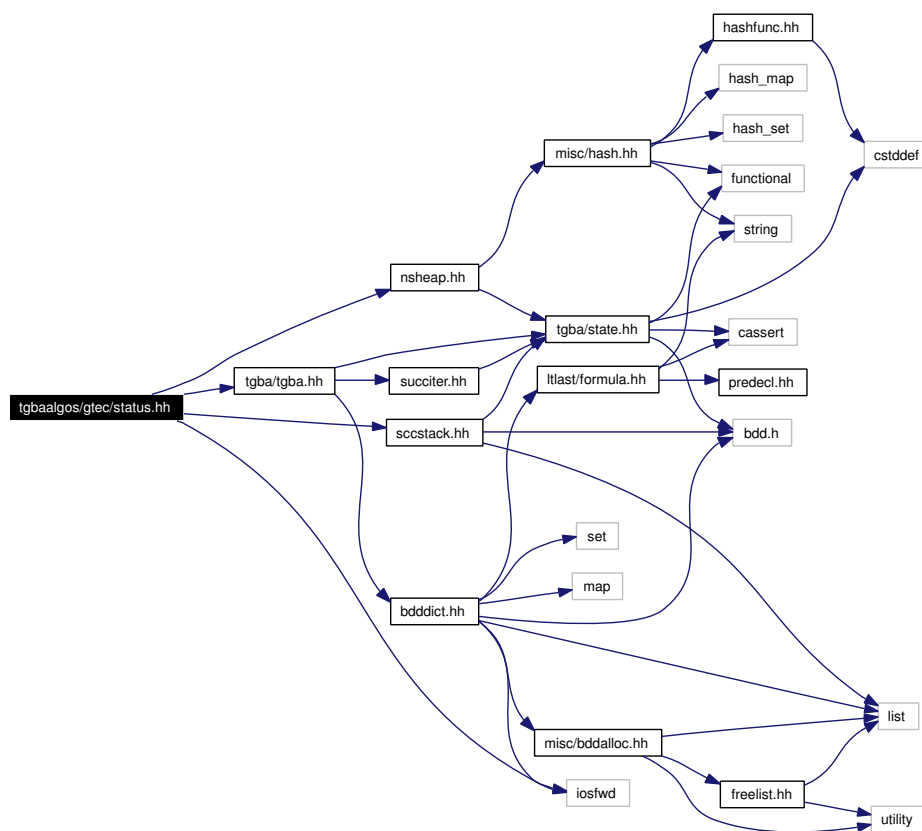 hashfunc.hh
hash_map
hash_set
misc/hash.hh
cstddef
functional
string
nsheap.hh
tgba/state.hh
cassert
tgba/tgba.hh
succiter.hh
ltlast/formula.hh
predecl.hh
tgbaalgos/gtec/status.hh
sccstack.hh
bdd.h
set
map
bdddict.hh
list
misc/bddalloc.hh
iosfwd
freelist.hh
utility